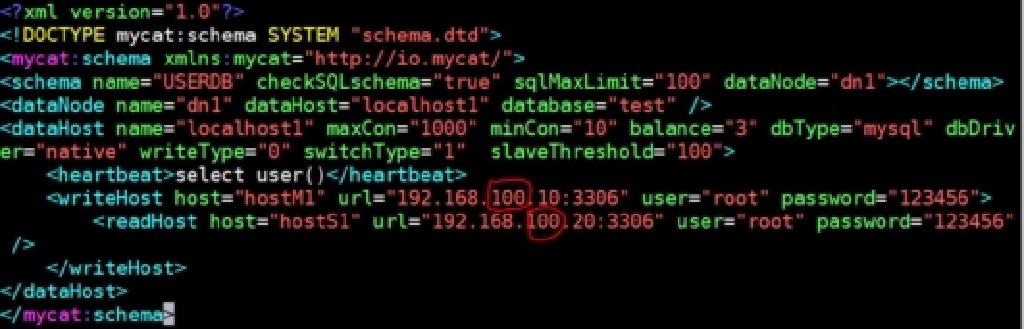 <?xml version="1.0"?>
<!DOCTYPE mycat:schema SYSTEM "schema.dtd">
<mycat:schema xmlns:mycat="http://io.mycat/">
<schema name="USERDB" checkSQLschema="true" sqlMaxLimit="100" dataNode="dn1"></schema>
<dataNode name="dn1" dataHost="localhost1" database="test" />
<dataHost name="localhost1" maxCon="1000" minCon="10" balance="3" dbType="mysql" dbDriv
er="native" writeType="0" switchType="1"  slaveThreshold="100">
    <heartbeat>select user()</heartbeat>
    <writeHost host="hostM1" url="192.168.100.10:3306" user="root" password="123456">
        <readHost host="hostS1" url="192.168.100.20:3306" user="root" password="123456"
 />
    </writeHost>
</dataHost>
</mycat:schema>